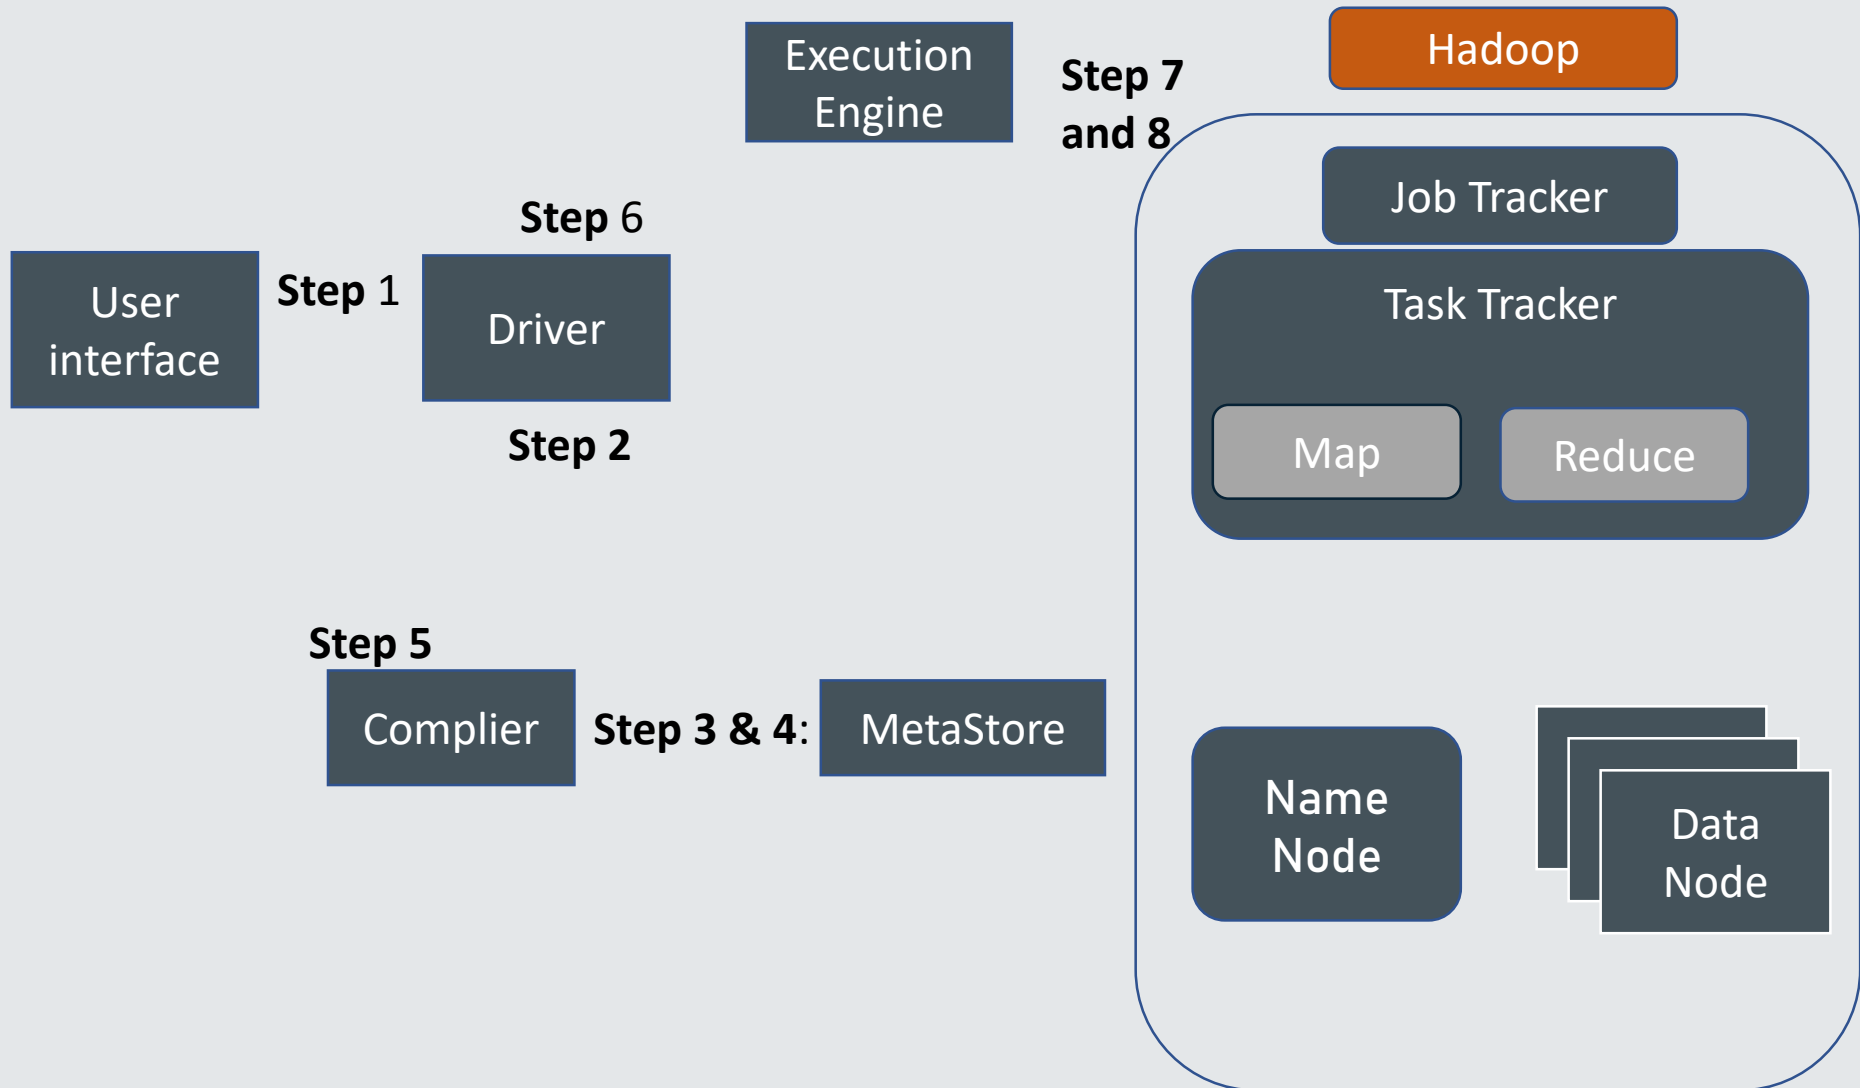 Execution
Engine
Step 7
and 8
Hadoop
Job Tracker
Step 6
User
interface
Step 1
Driver
Task Tracker
Step 2
Map
Reduce
Step 5
Complier
Step 3 & 4:
MetaStore
Name
Node
Data
Node